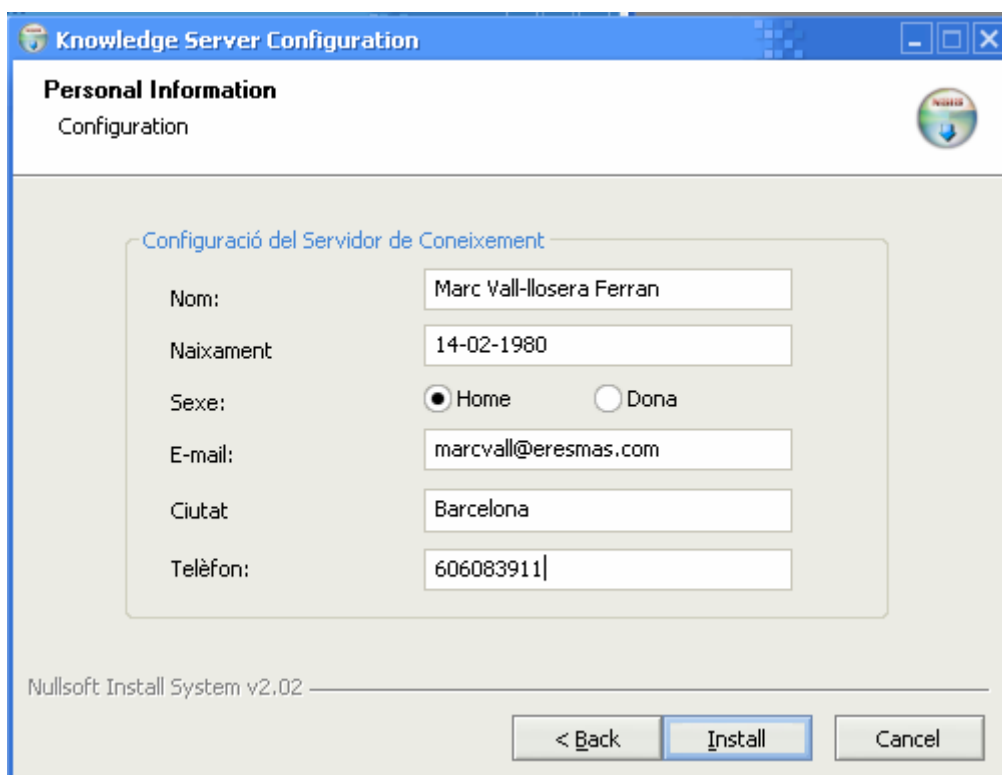 Knowledge Server Configuration
Personal Information
Configuration
Configuració del Servidor de Coneixement
Nom: Marc Vall-llosera Ferran
Naixament 14-02-1980
Sexe: Home Dona
E-mail: marcvall@eresmas.com
Ciutat Barcelona
Telèfon: 606083911
Nullsoft Install System v2.02
< Back Install Cancel